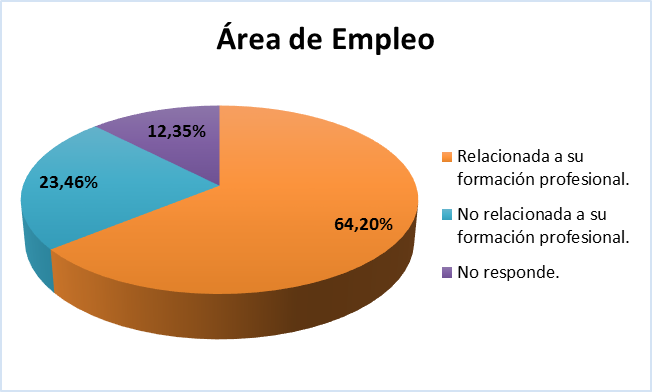 Área de Empleo
12,35%
23,46%
64,20%
Relacionada a su
formación profesional.
No relacionada a su
formación profesional.
No responde.